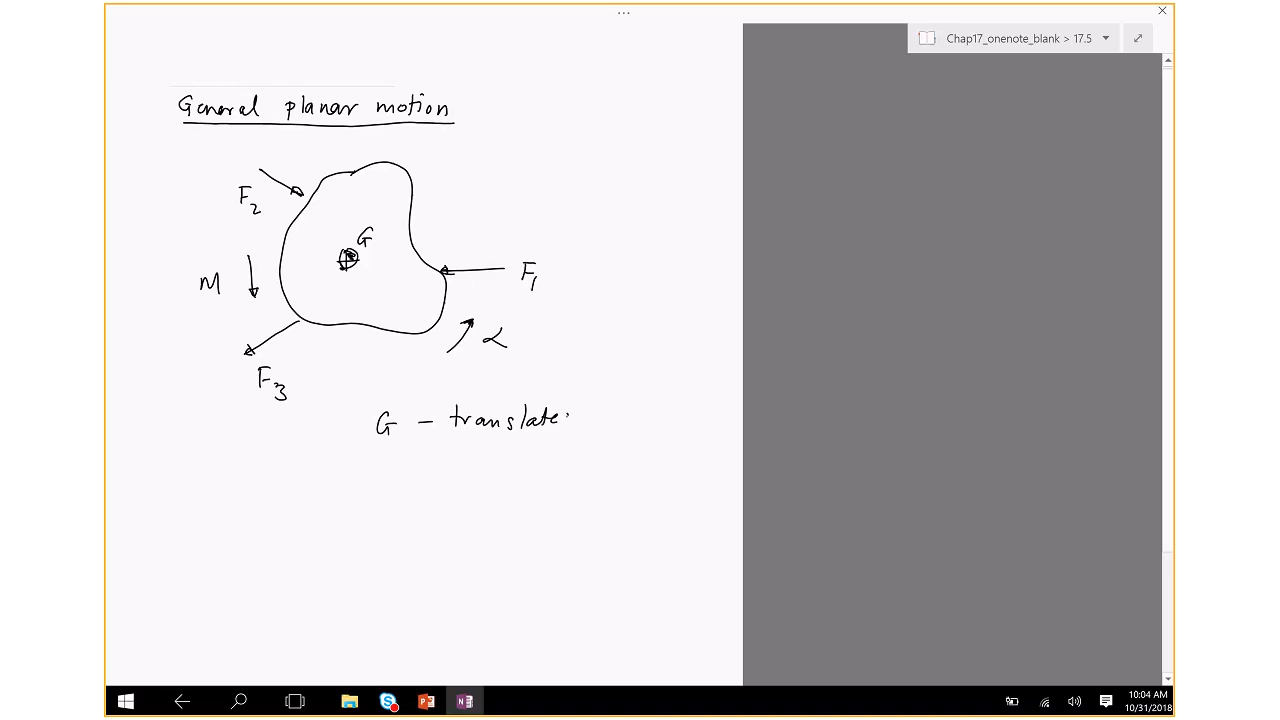 ...
Chap17_onenote_blank > 17.5
General planar motion
F2
G
M
F1
α
F3
G – translate
10:04 AM
10/31/2018